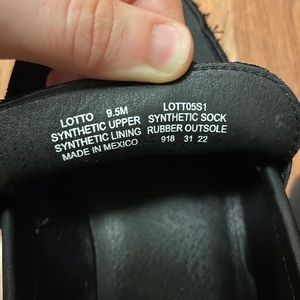 LOTTO 9.5M LOTT05S1
SYNTHETIC UPPER SYNTHETIC SOCK
SYNTHETIC LINING RUBBER OUTSOLE
MADE IN MEXICO 918 31 22